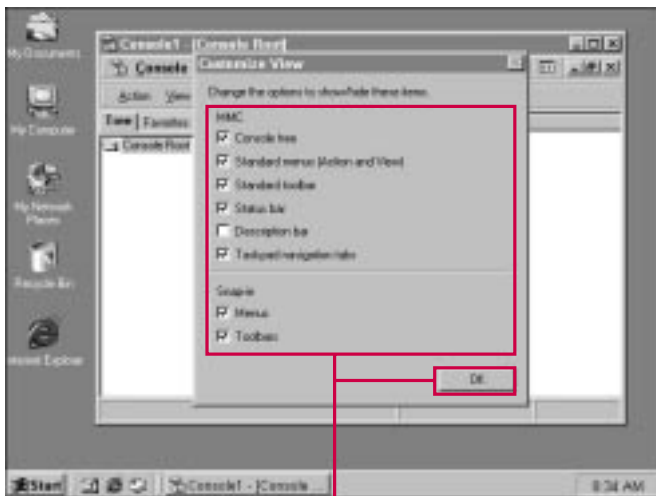 My Documents
My Computer
My Network
Places
Recycle Bin
Internet Explorer
Console1 - [Console Root]
Console
Action View
Tree Favorites
Console Root
Customize View
Change the options to show/hide these items.
MMC
Console tree
Standard menus (Action and View)
Standard toolbar
Status bar
Description bar
Taskpad navigation tabs
Snap-in
Menus
Toolbars
OK
Start
Console1 - [Console ...
8:34 AM